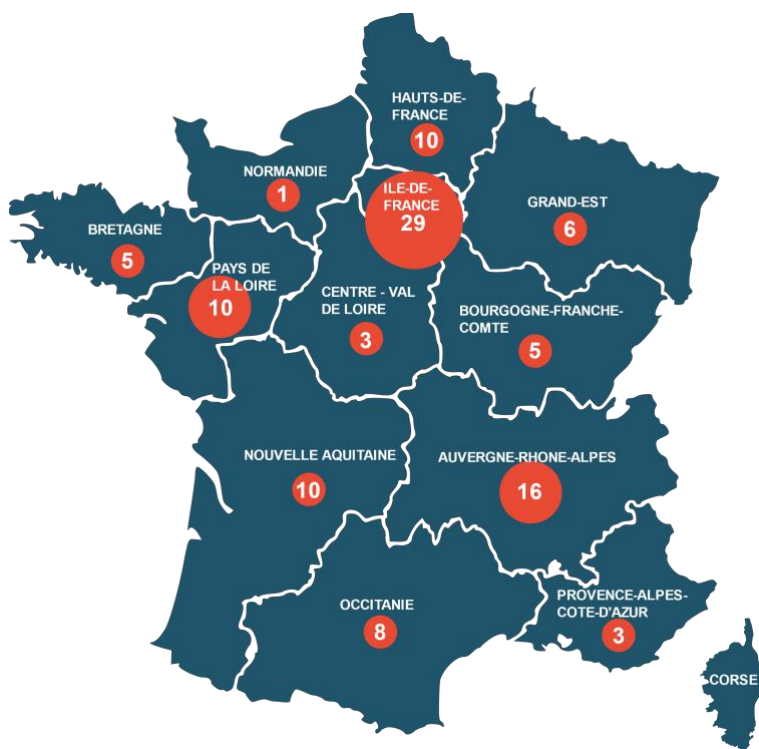 HAUTS-DE-
FRANCE
10
NORMANDIE
1
ILE-DE-
FRANCE
29
GRAND-EST
6
BRETAGNE
5
PAYS DE
LA LOIRE
10
CENTRE - VAL
DE LOIRE
3
BOURGOGNE-FRANCHE-
COMTE
5
NOUVELLE AQUITAINE
10
AUVERGNE-RHONE-ALPES
16
OCCITANIE
8
PROVENCE-ALPES-
COTE-D'AZUR
3
CORSE